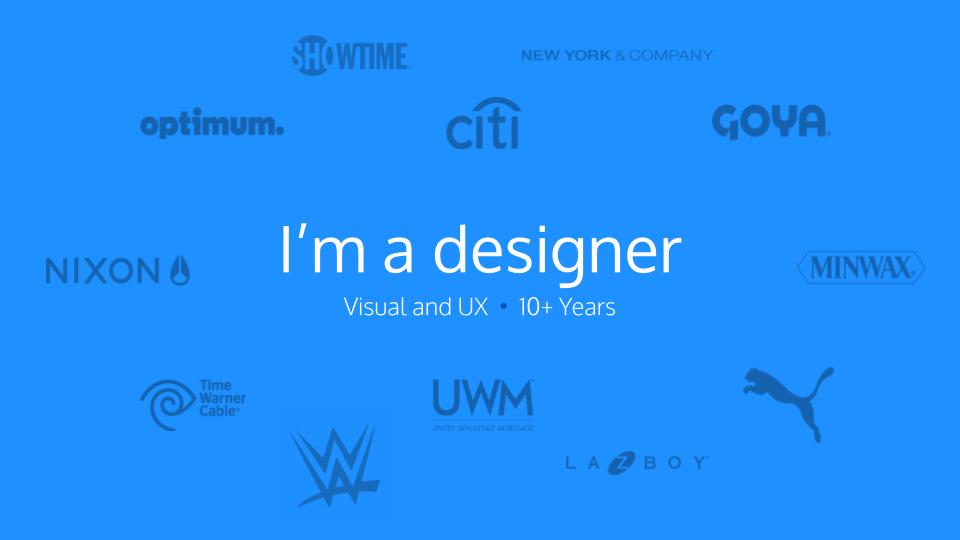 SHOWTIME
NEW YORK & COMPANY
optimum.
citi
GOYA
I'm a designer
NIXON
MINWAX
Visual and UX • 10+ Years
Time
Warner
Cable
UWM
UNITED WHOLESALE MORTGAGE
W
LA Z BOY